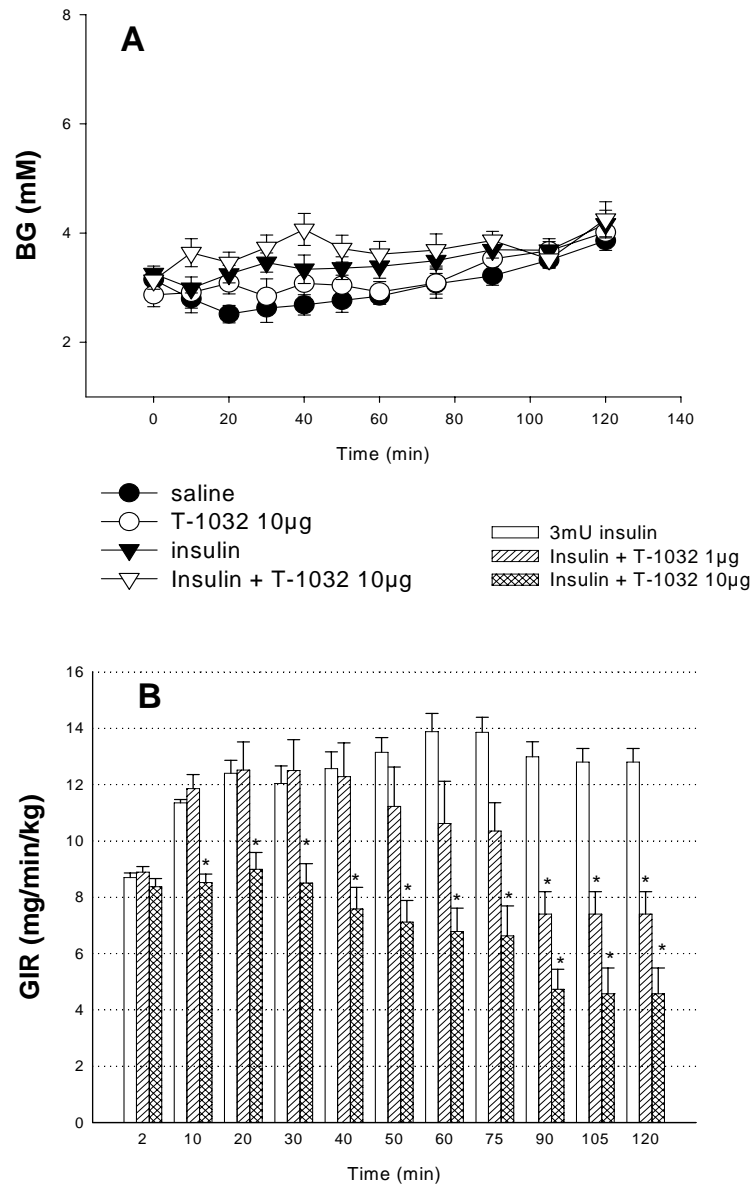 A
8
6
4
2
BG (mM)
0 20 40 60 80 100 120 140
Time (min)
saline
T-1032 10µg
insulin
Insulin + T-1032 10µg
3mU insulin
Insulin + T-1032 1µg
Insulin + T-1032 10µg
B
16
14
12
10
8
6
4
2
0
GIR (mg/min/kg)
* * * * * * * * * * * * *
2 10 20 30 40 50 60 75 90 105 120
Time (min)